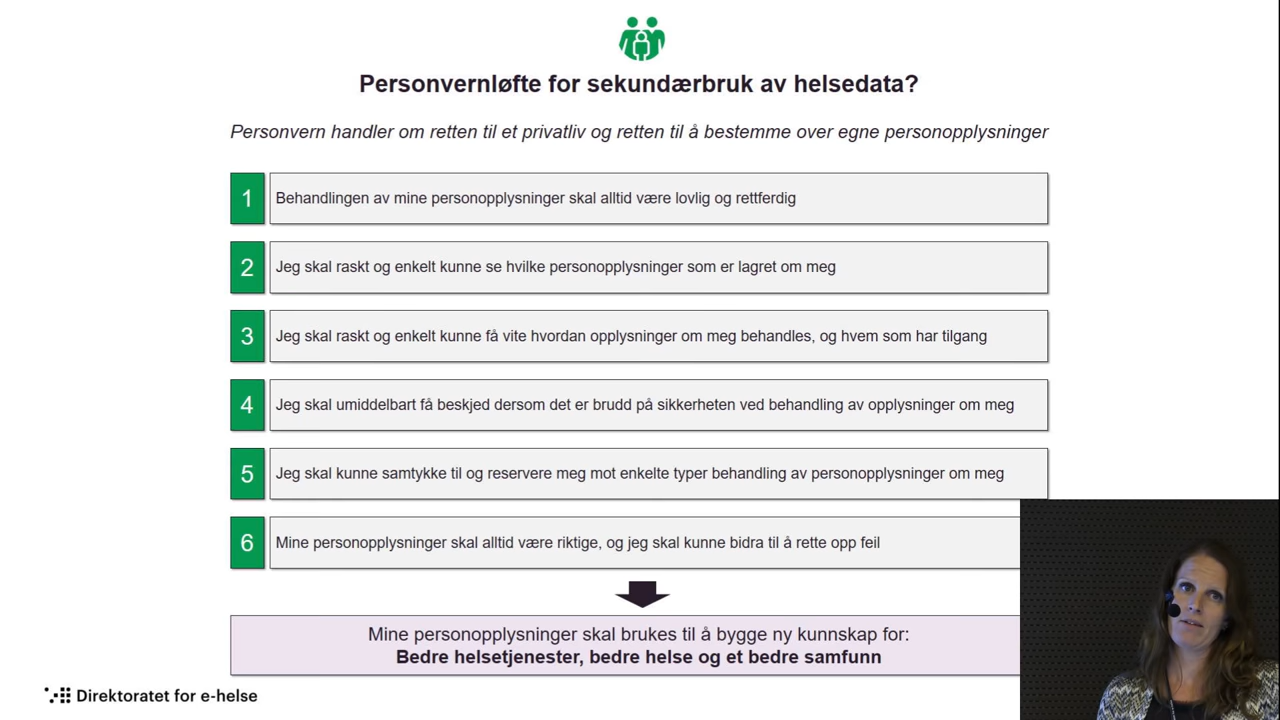 Personvernløfte for sekundærbruk av helsedata?
Personvern handler om retten til et privatliv og retten til å bestemme over egne personopplysninger
1 Behandlingen av mine personopplysninger skal alltid være lovlig og rettferdig
2 Jeg skal raskt og enkelt kunne se hvilke personopplysninger som er lagret om meg
3 Jeg skal raskt og enkelt kunne få vite hvordan opplysninger om meg behandles, og hvem som har tilgang
4 Jeg skal umiddelbart få beskjed dersom det er brudd på sikkerheten ved behandling av opplysninger om meg
5 Jeg skal kunne samtykke til og reservere meg mot enkelte typer behandling av personopplysninger om meg
6 Mine personopplysninger skal alltid være riktige, og jeg skal kunne bidra til å rette opp feil
Mine personopplysninger skal brukes til å bygge ny kunnskap for:
Bedre helsetjenester, bedre helse og et bedre samfunn
Direktoratet for e-helse